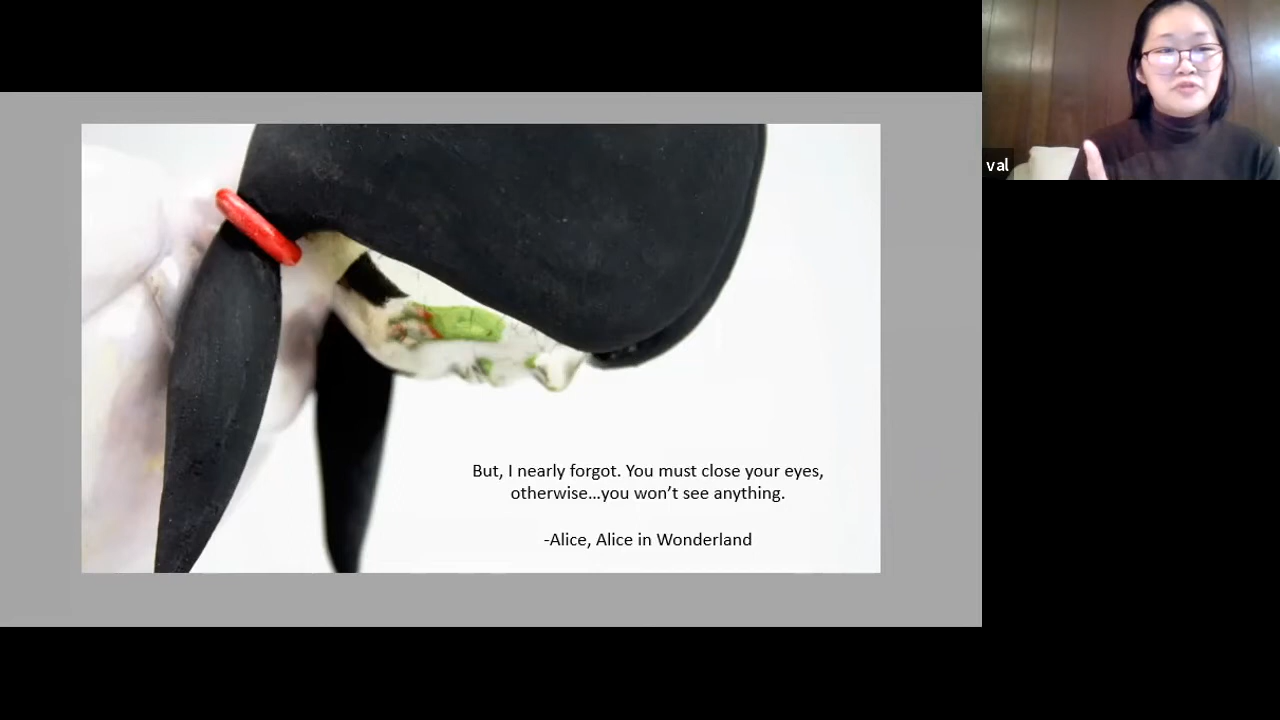 val
But, I nearly forgot. You must close your eyes,
otherwise…you won’t see anything.
-Alice, Alice in Wonderland